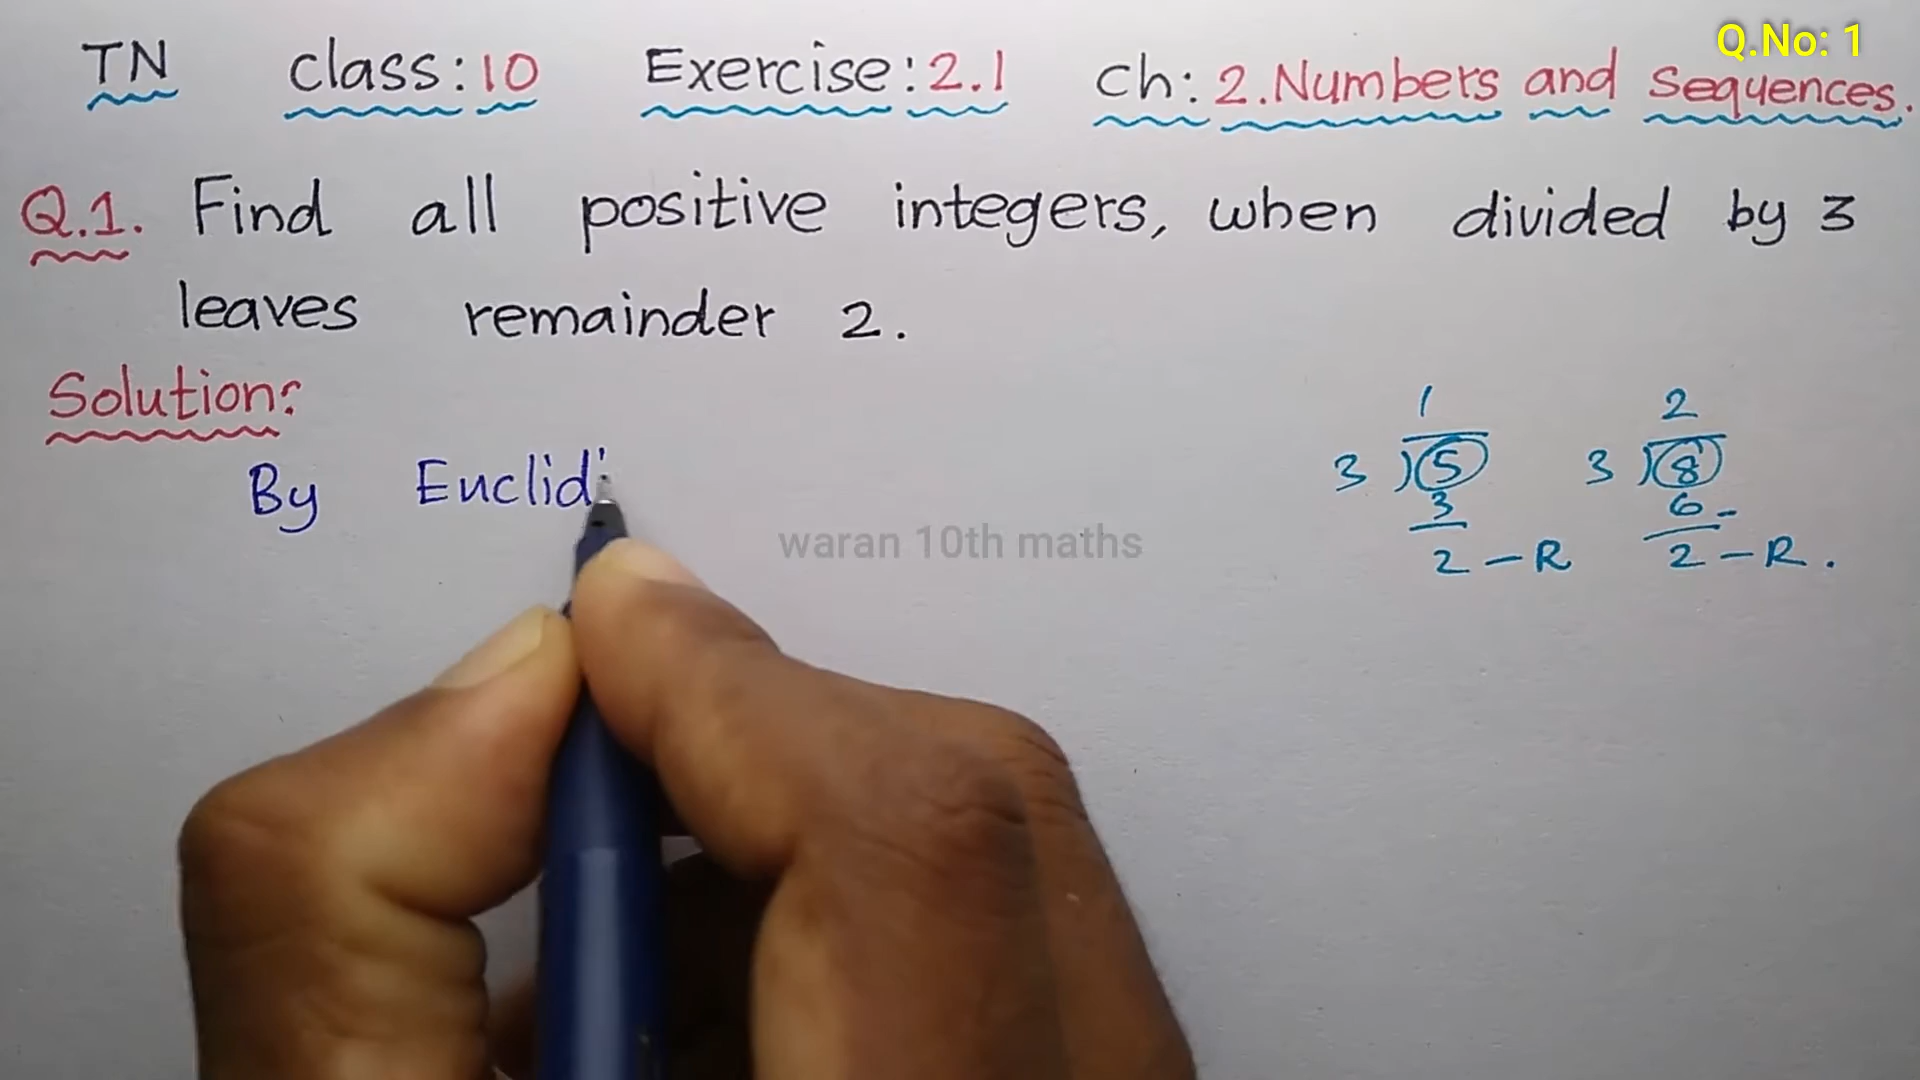 Q.No: 1
TN class:10 Exercise:2.1 Ch: 2.Numbers and Sequences.
Q.1. Find all positive integers, when divided by 3
leaves remainder 2.
Solution:
1 2
3 ) 5 3 ) 8
3 6 -
2 - R 2 - R .
By Euclid'
waran 10th maths